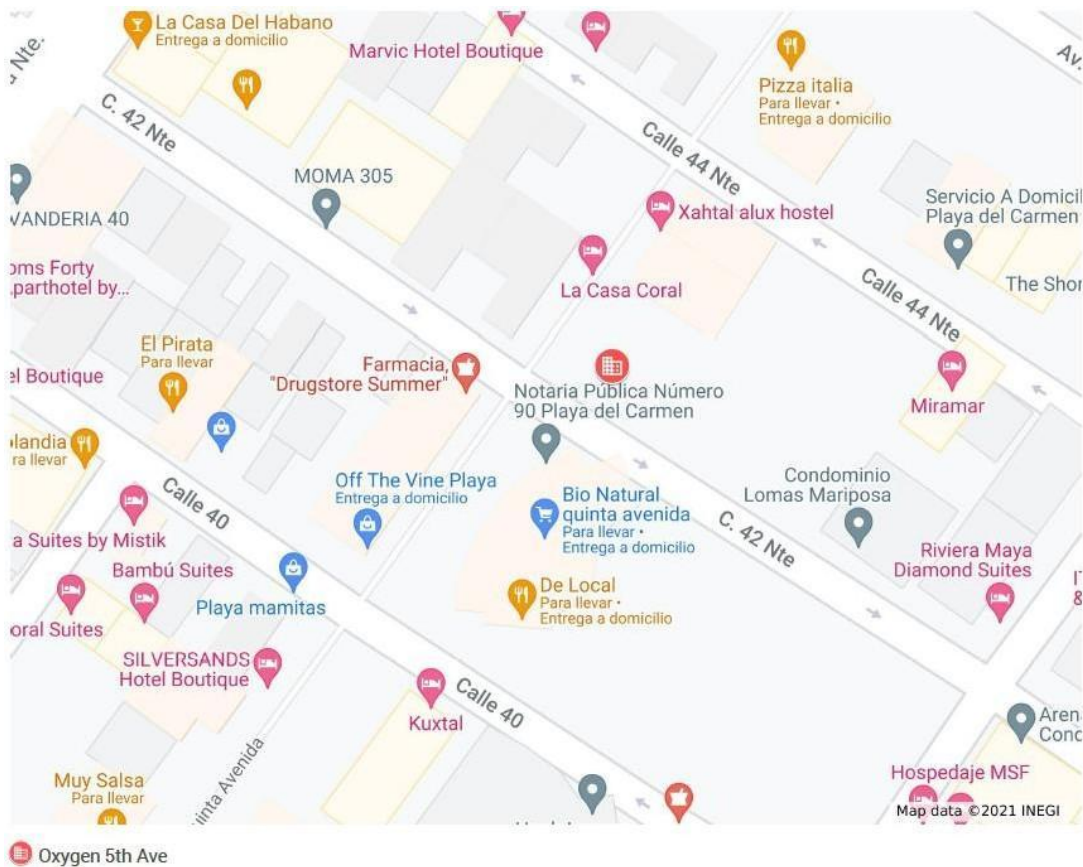 La Casa Del Habano
Entrega a domicilio
Marvic Hotel Boutique
Pizza italia
Para llevar •
Entrega a domicilio
Av.
Nte.
C. 42 Nte
Calle 44 Nte
MOMA 305
Xahtal alux hostel
Servicio A Domicil
Playa del Carmen
VANDERIA 40
oms Forty
parthotel by...
La Casa Coral
The Shor
Calle 44 Nte
El Pirata
Para llevar
Farmacia,
"Drugstore Summer"
el Boutique
Notaria Pública Número
90 Playa del Carmen
Miramar
landia
ra llevar
Off The Vine Playa
Entrega a domicilio
Bio Natural
quinta avenida
Para llevar •
Entrega a domicilio
Condominio
Lomas Mariposa
Calle 40
C. 42 Nte
a Suites by Mistik
Bambú Suites
Playa mamitas
De Local
Para llevar •
Entrega a domicilio
Riviera Maya
Diamond Suites
oral Suites
SILVERSANDS
Hotel Boutique
Kuxtal
Calle 40
Aren
Conc
uinta Avenida
Muy Salsa
Para llevar
Hospedaje MSF
Map data ©2021 INEGI
Oxygen 5th Ave